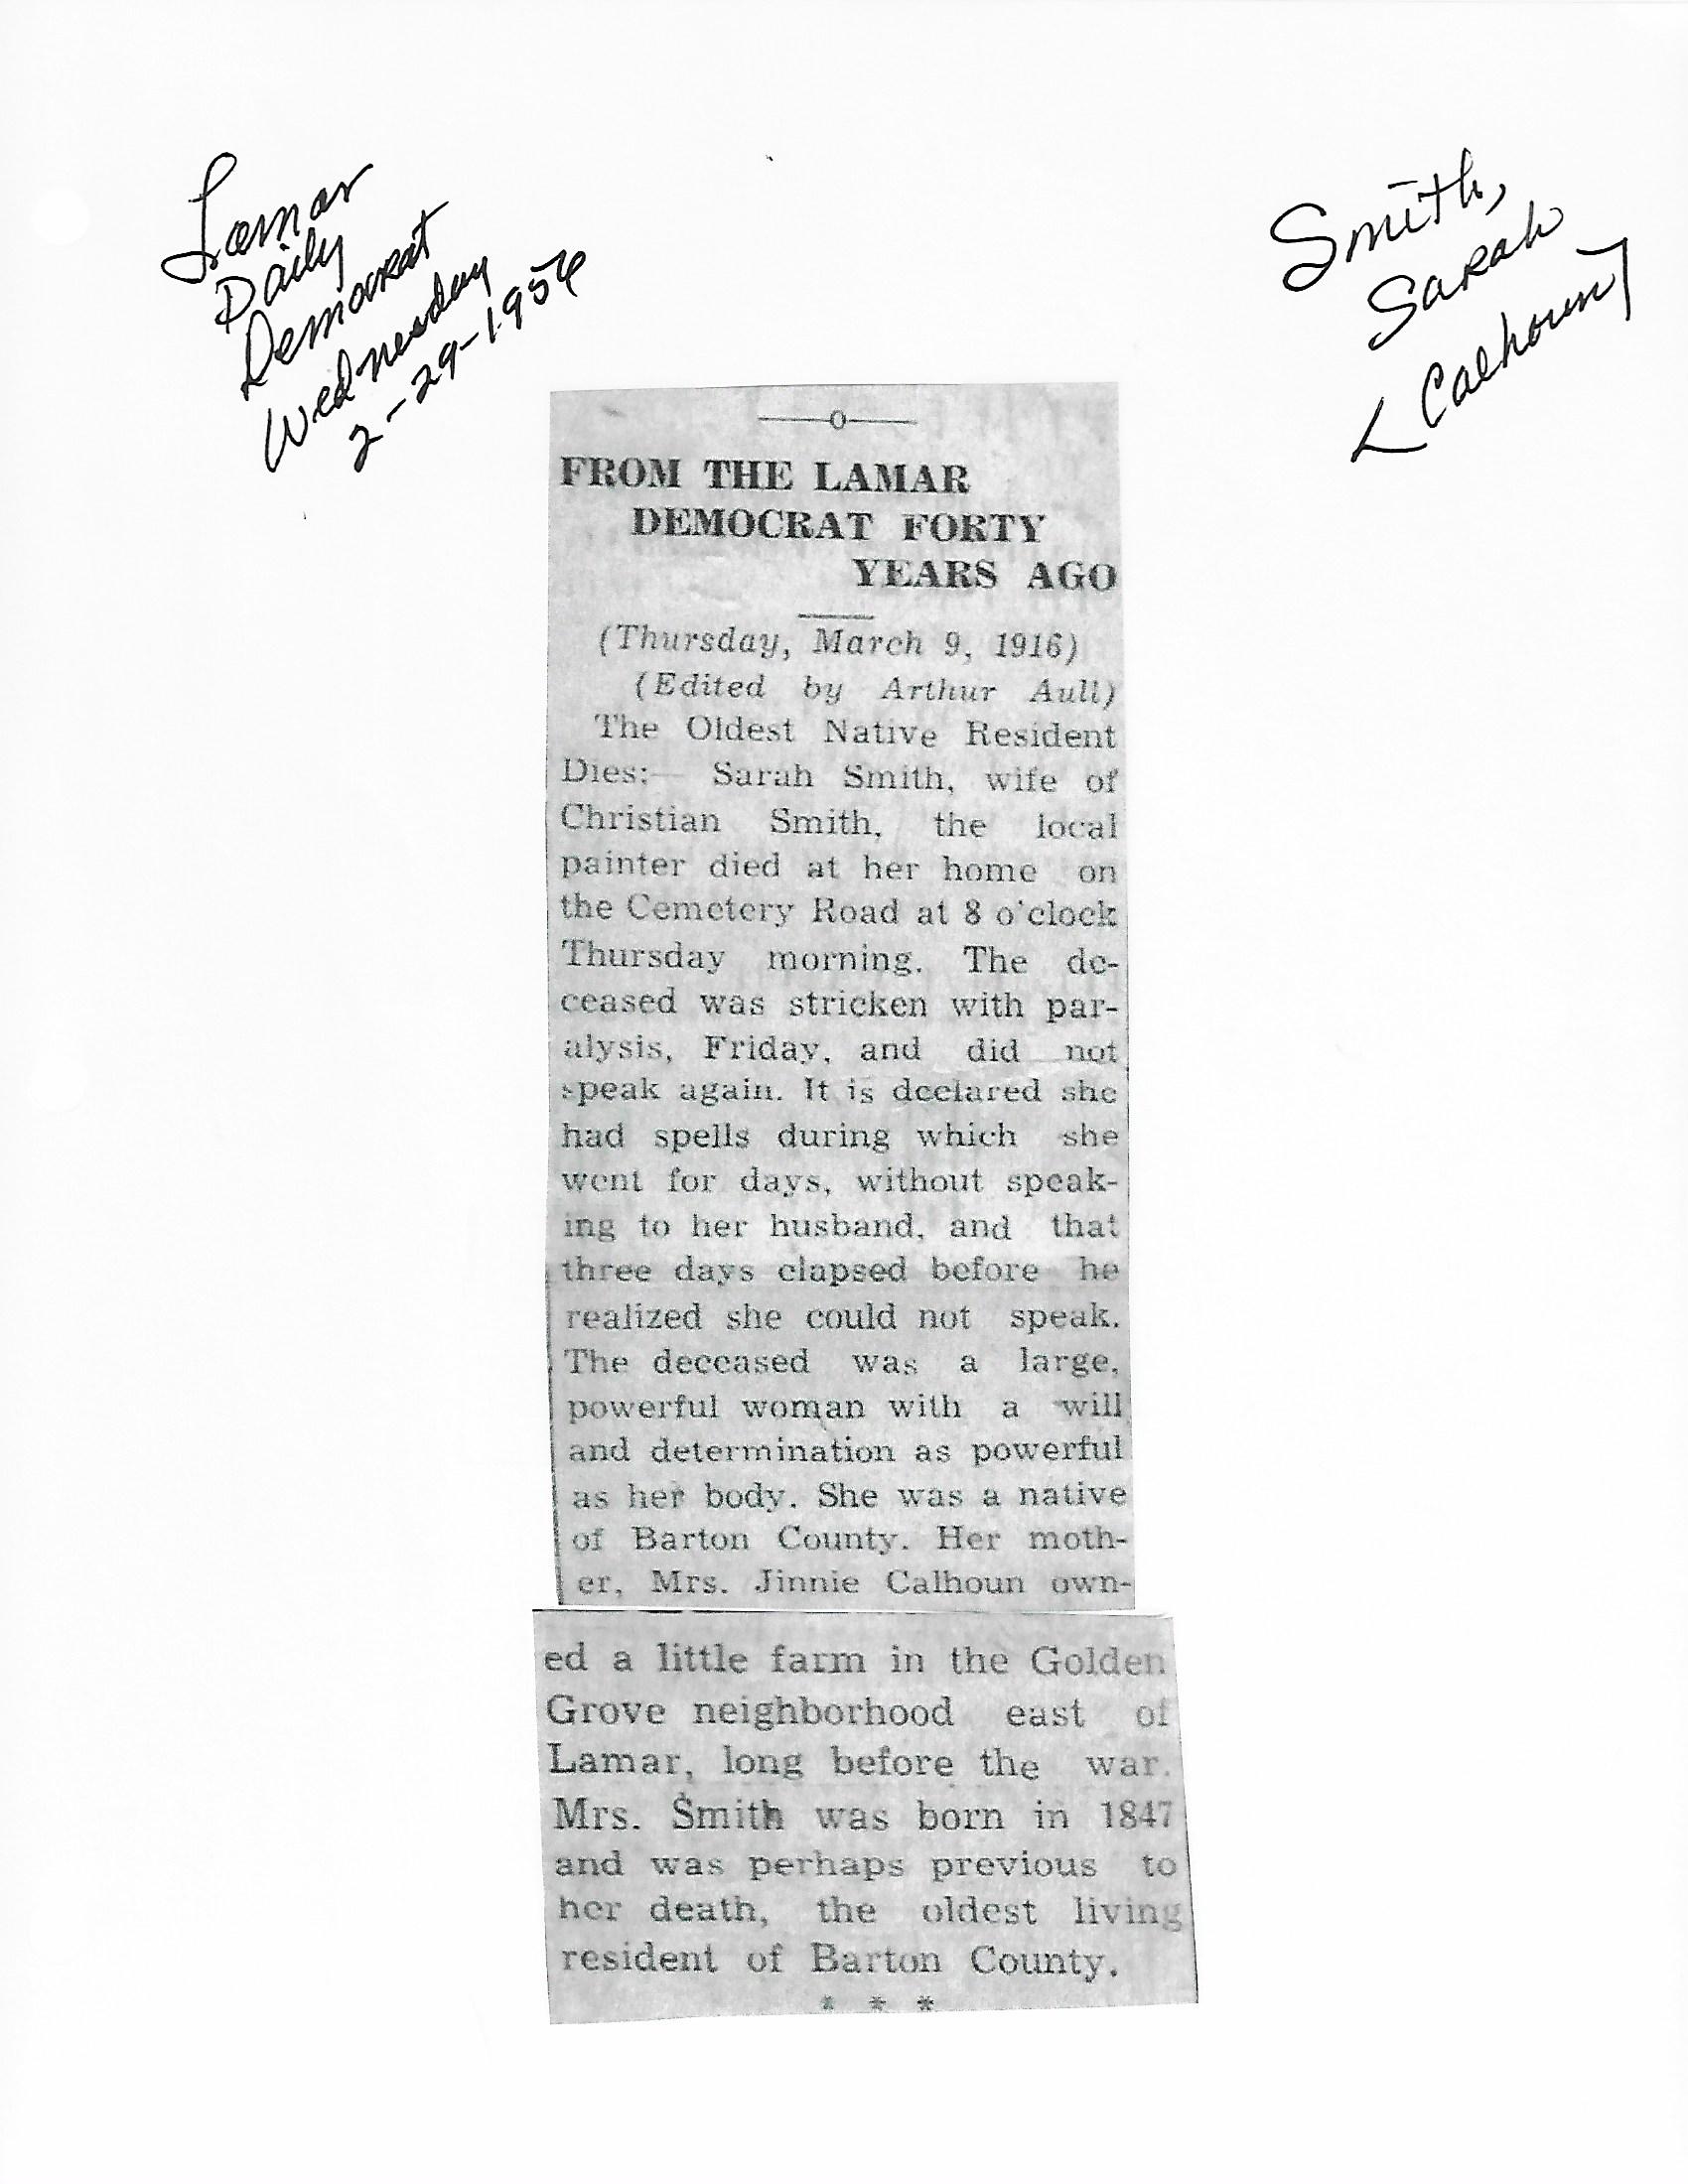 Lamar
Daily
Democrat
Wednesday
2-29-1956
Smith,
Sarah
[Calhoun]
—o—
FROM THE LAMAR
DEMOCRAT FORTY
YEARS AGO
(Thursday, March 9, 1916)
(Edited by Arthur Aull)
The Oldest Native Resident
Dies:— Sarah Smith, wife of
Christian Smith, the local
painter died at her home on
the Cemetery Road at 8 o'clock
Thursday morning. The de-
ceased was stricken with par-
alysis, Friday, and did not
speak again. It is declared she
had spells during which she
went for days, without speak-
ing to her husband, and that
three days elapsed before he
realized she could not speak.
The deceased was a large,
powerful woman with a will
and determination as powerful
as her body. She was a native
of Barton County. Her moth-
er, Mrs. Jinnie Calhoun own-
ed a little farm in the Golden
Grove neighborhood east of
Lamar, long before the war.
Mrs. Smith was born in 1847
and was perhaps previous to
her death, the oldest living
resident of Barton County.
* * *